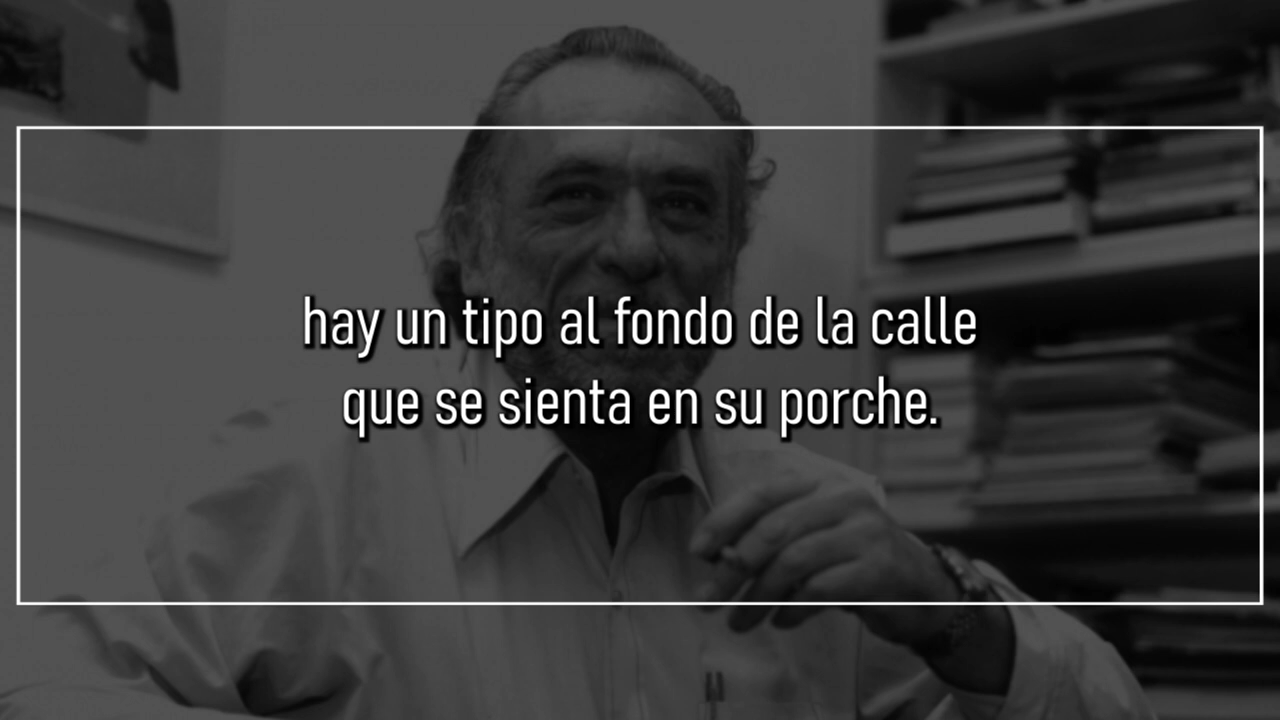 hay un tipo al fondo de la calle
que se sienta en su porche.